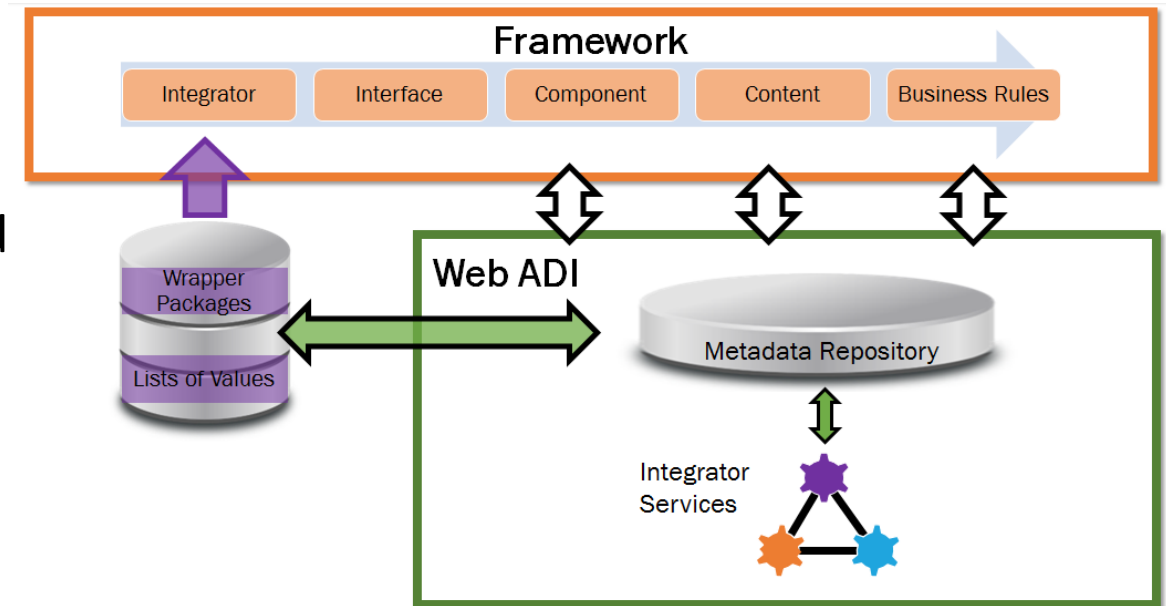 Framework
Integrator
Interface
Component
Content
Business Rules
Wrapper
Packages
Lists of Values
Web ADI
Metadata Repository
Integrator
Services